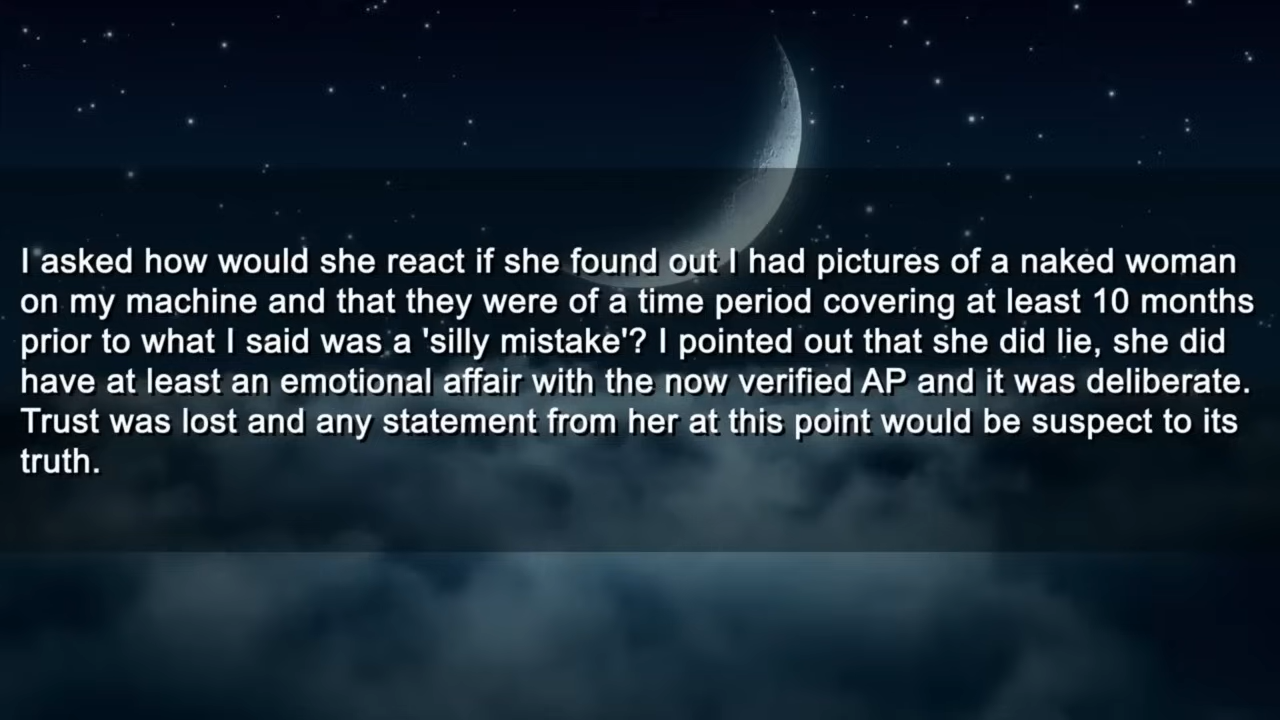 I asked how would she react if she found out I had pictures of a naked woman
on my machine and that they were of a time period covering at least 10 months
prior to what I said was a 'silly mistake'? I pointed out that she did lie, she did
have at least an emotional affair with the now verified AP and it was deliberate.
Trust was lost and any statement from her at this point would be suspect to its
truth.